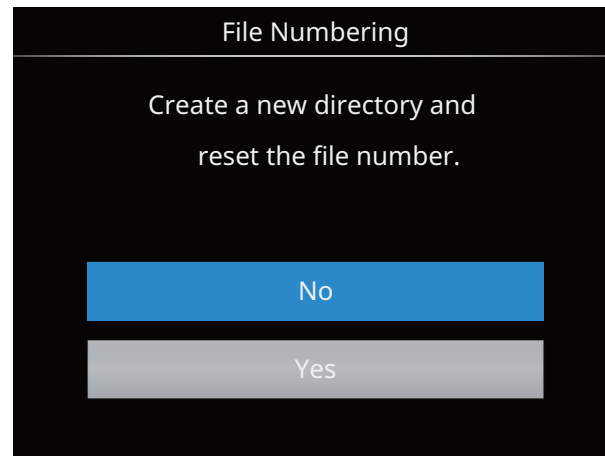 File Numbering
Create a new directory and
reset the file number.
No
Yes